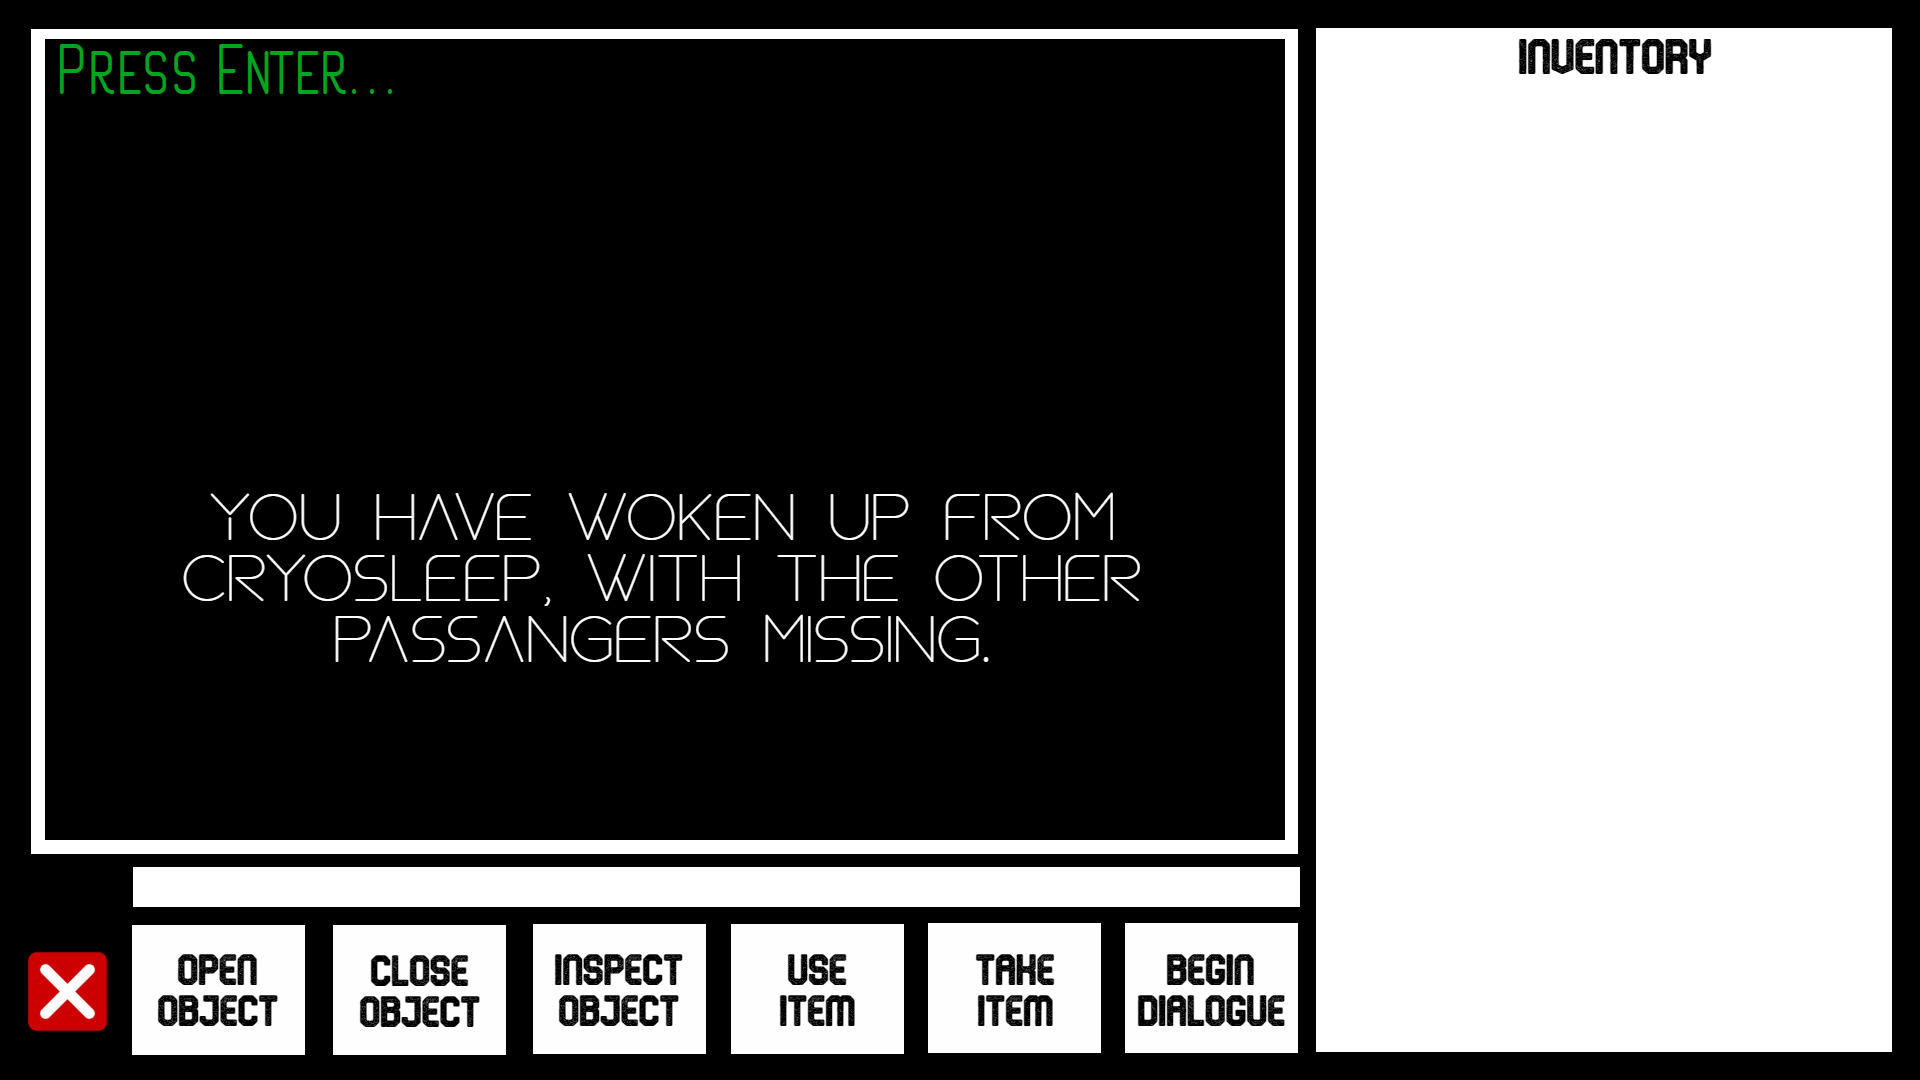 Press Enter...
INVENTORY
YOU HAVE WOKEN UP FROM
CRYOSLEEP, WITH THE OTHER
PASSANGERS MISSING.
OPEN
OBJECT
CLOSE
OBJECT
INSPECT
OBJECT
USE
ITEM
TAKE
ITEM
BEGIN
DIALOGUE